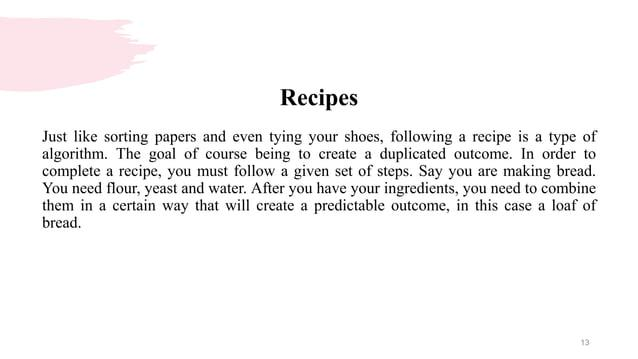 Recipes
Just like sorting papers and even tying your shoes, following a recipe is a type of
algorithm. The goal of course being to create a duplicated outcome. In order to
complete a recipe, you must follow a given set of steps. Say you are making bread.
You need flour, yeast and water. After you have your ingredients, you need to combine
them in a certain way that will create a predictable outcome, in this case a loaf of
bread.
13